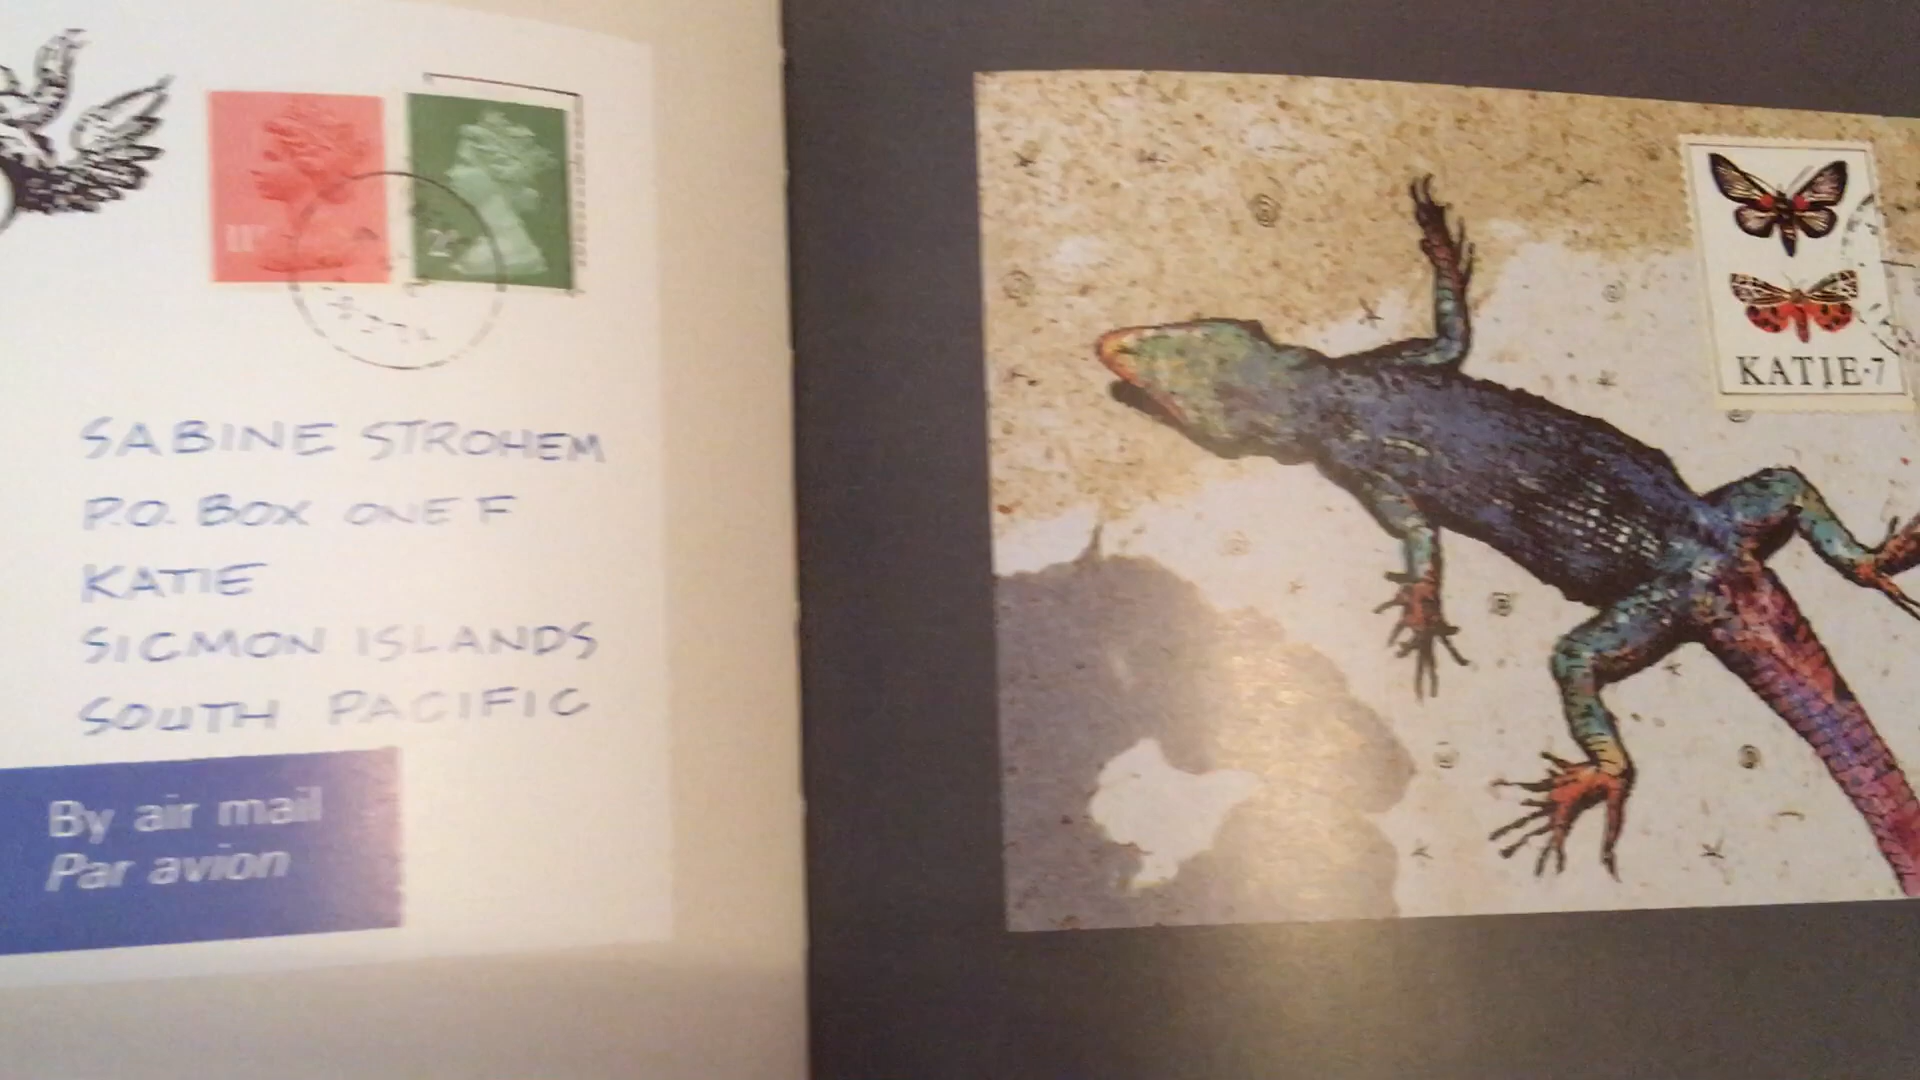 SABINE STROHEM
P.O. BOX ONE F
KATIE
SICMON ISLANDS
SOUTH PACIFIC
By air mail
Par avion
KATIE·7